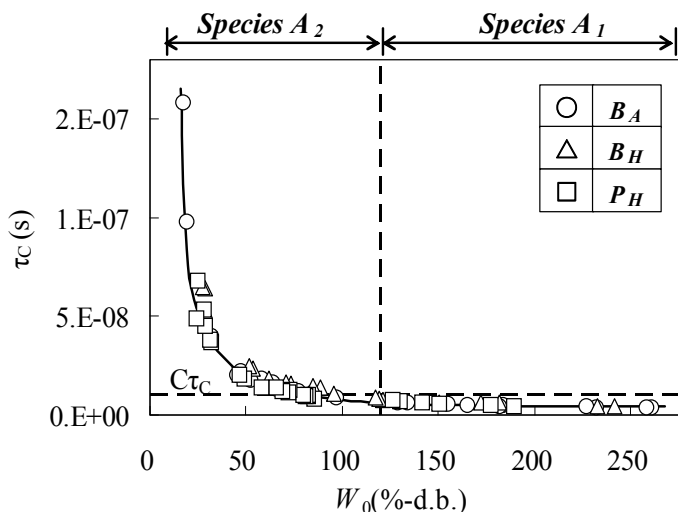 Species A2 Species A1
2.E-07
1.E-07
5.E-08
0.E+00
τC (s)
CτC
BA
BH
PH
0 50 100 150 200 250
W0(%-d.b.)